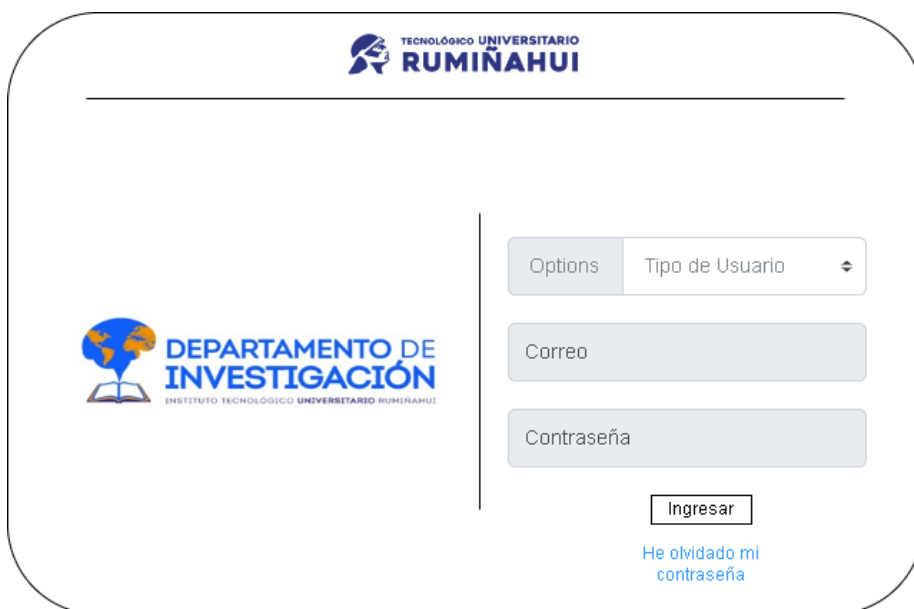 TECNOLÓGICO UNIVERSITARIO
RUMIÑAHUI
DEPARTAMENTO DE
INVESTIGACIÓN
INSTITUTO TECNOLÓGICO UNIVERSITARIO RUMIÑAHUI
Options
Tipo de Usuario
Correo
Contraseña
Ingresar
He olvidado mi
contraseña